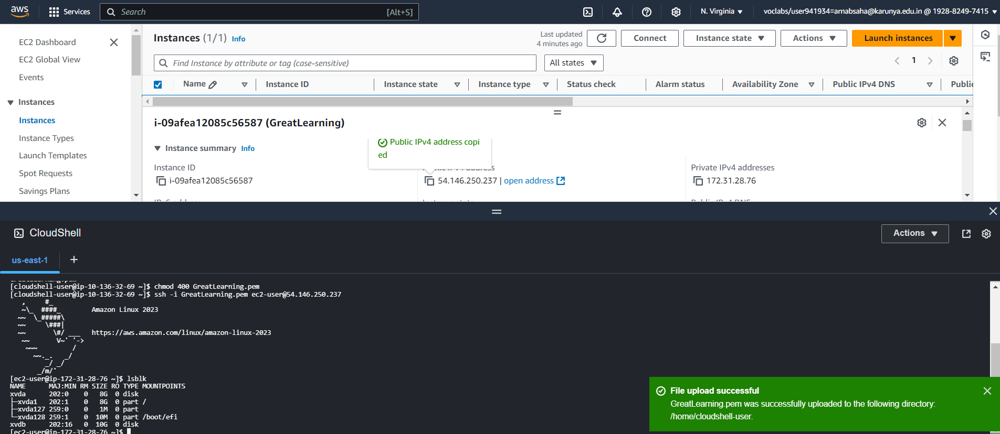 aws
Services
Search
[Alt+S]
N. Virginia
voclabs/user941934=arnabsaha@karunya.edu.in @ 1928-8249-7415
EC2 Dashboard
EC2 Global View
Events
Instances
Instances
Instance Types
Launch Templates
Spot Requests
Savings Plans
Instances (1/1) Info
Last updated
4 minutes ago
Connect
Instance state
Actions
Launch instances
Find Instance by attribute or tag (case-sensitive)
All states
1
Name
Instance ID
Instance state
Instance type
Status check
Alarm status
Availability Zone
Public IPv4 DNS
Public
i-09afea12085c56587 (GreatLearning)
Public IPv4 address copi
ed
Instance summary Info
Instance ID
i-09afea12085c56587
54.146.250.237 | open address
Private IPv4 addresses
172.31.28.76
CloudShell
Actions
us-east-1
+
[cloudshell-user@ip-10-136-32-69 ~]$ chmod 400 GreatLearning.pem
[cloudshell-user@ip-10-136-32-69 ~]$ ssh -i GreatLearning.pem ec2-user@54.146.250.237
   ,     #_
   ~\_  ####_        Amazon Linux 2023
  ~~  \_#####\
  ~~     \###|
  ~~       \#/ ___   https://aws.amazon.com/linux/amazon-linux-2023
   ~~       V~' '->
    ~~~         /
      ~~._.   _/
         _/ _/
       _/m/'
[ec2-user@ip-172-31-28-76 ~]$ lsblk
NAME      MAJ:MIN RM SIZE RO TYPE MOUNTPOINTS
xvda      202:0    0   8G  0 disk
├─xvda1   202:1    0   8G  0 part /
├─xvda127 259:0    0   1M  0 part
└─xvda128 259:1    0  10M  0 part /boot/efi
xvdb      202:16   0  10G  0 disk
[ec2-user@ip-172-31-28-76 ~]$
File upload successful
GreatLearning.pem was successfully uploaded to the following directory:
/home/cloudshell-user.